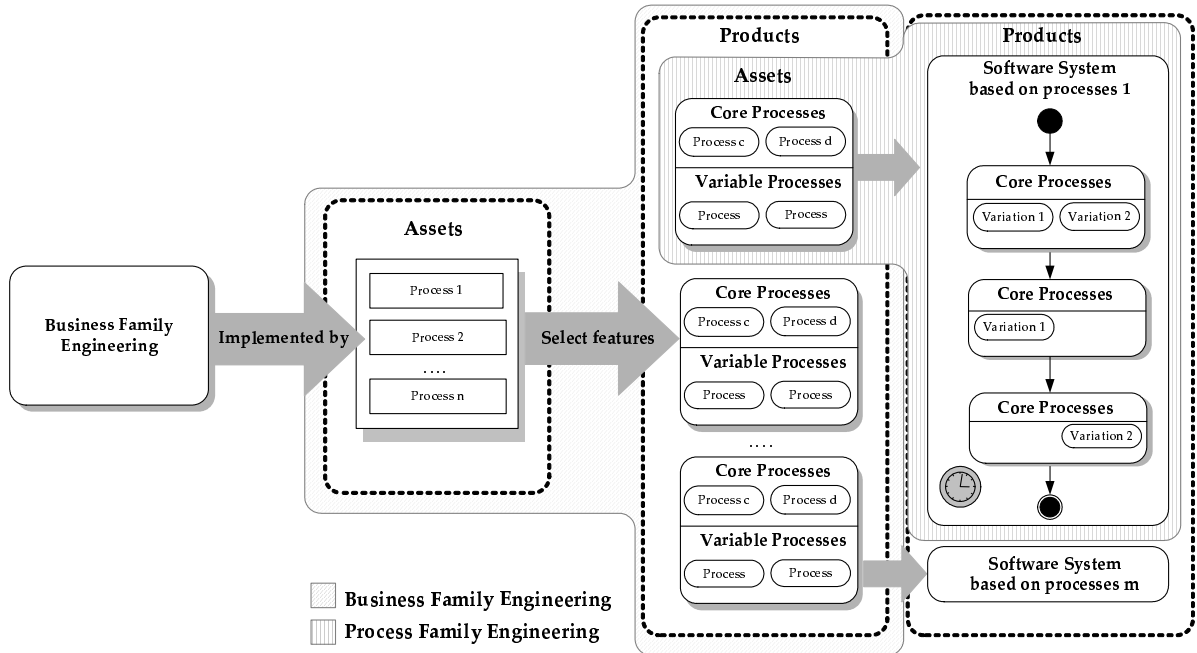 Business Family
Engineering
Implemented by
Assets
Process 1
Process 2
....
Process n
Select features
Products
Assets
Core Processes
Process c
Process d
Variable Processes
Process
Process
Core Processes
Process c
Process d
Variable Processes
Process
Process
....
Core Processes
Process c
Process d
Variable Processes
Process
Process
Products
Software System
based on processes 1
Core Processes
Variation 1
Variation 2
Core Processes
Variation 1
Core Processes
Variation 2
Software System
based on processes m
Business Family Engineering
Process Family Engineering